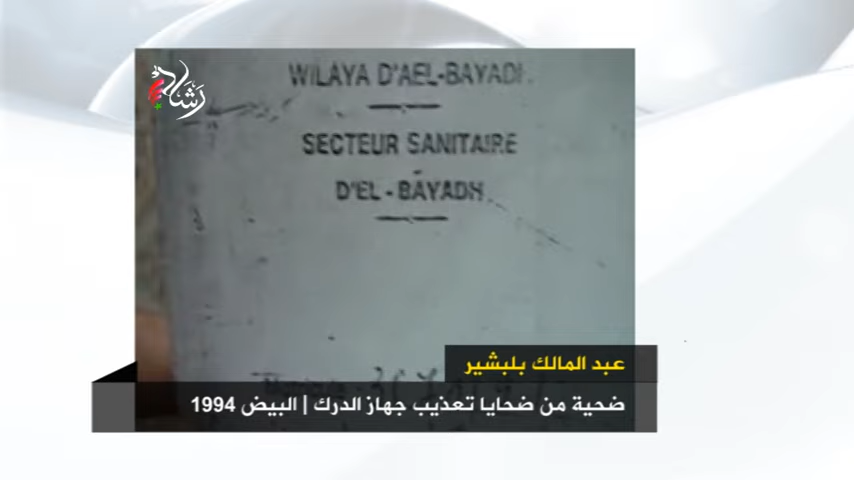 رشاد
WILAYA D'AEL-BAYADH.
SECTEUR SANITAIRE
D'EL-BAYADH.
عبد المالك بلبشير
ضحية من ضحايا تعذيب جهاز الدرك | البيض 1994